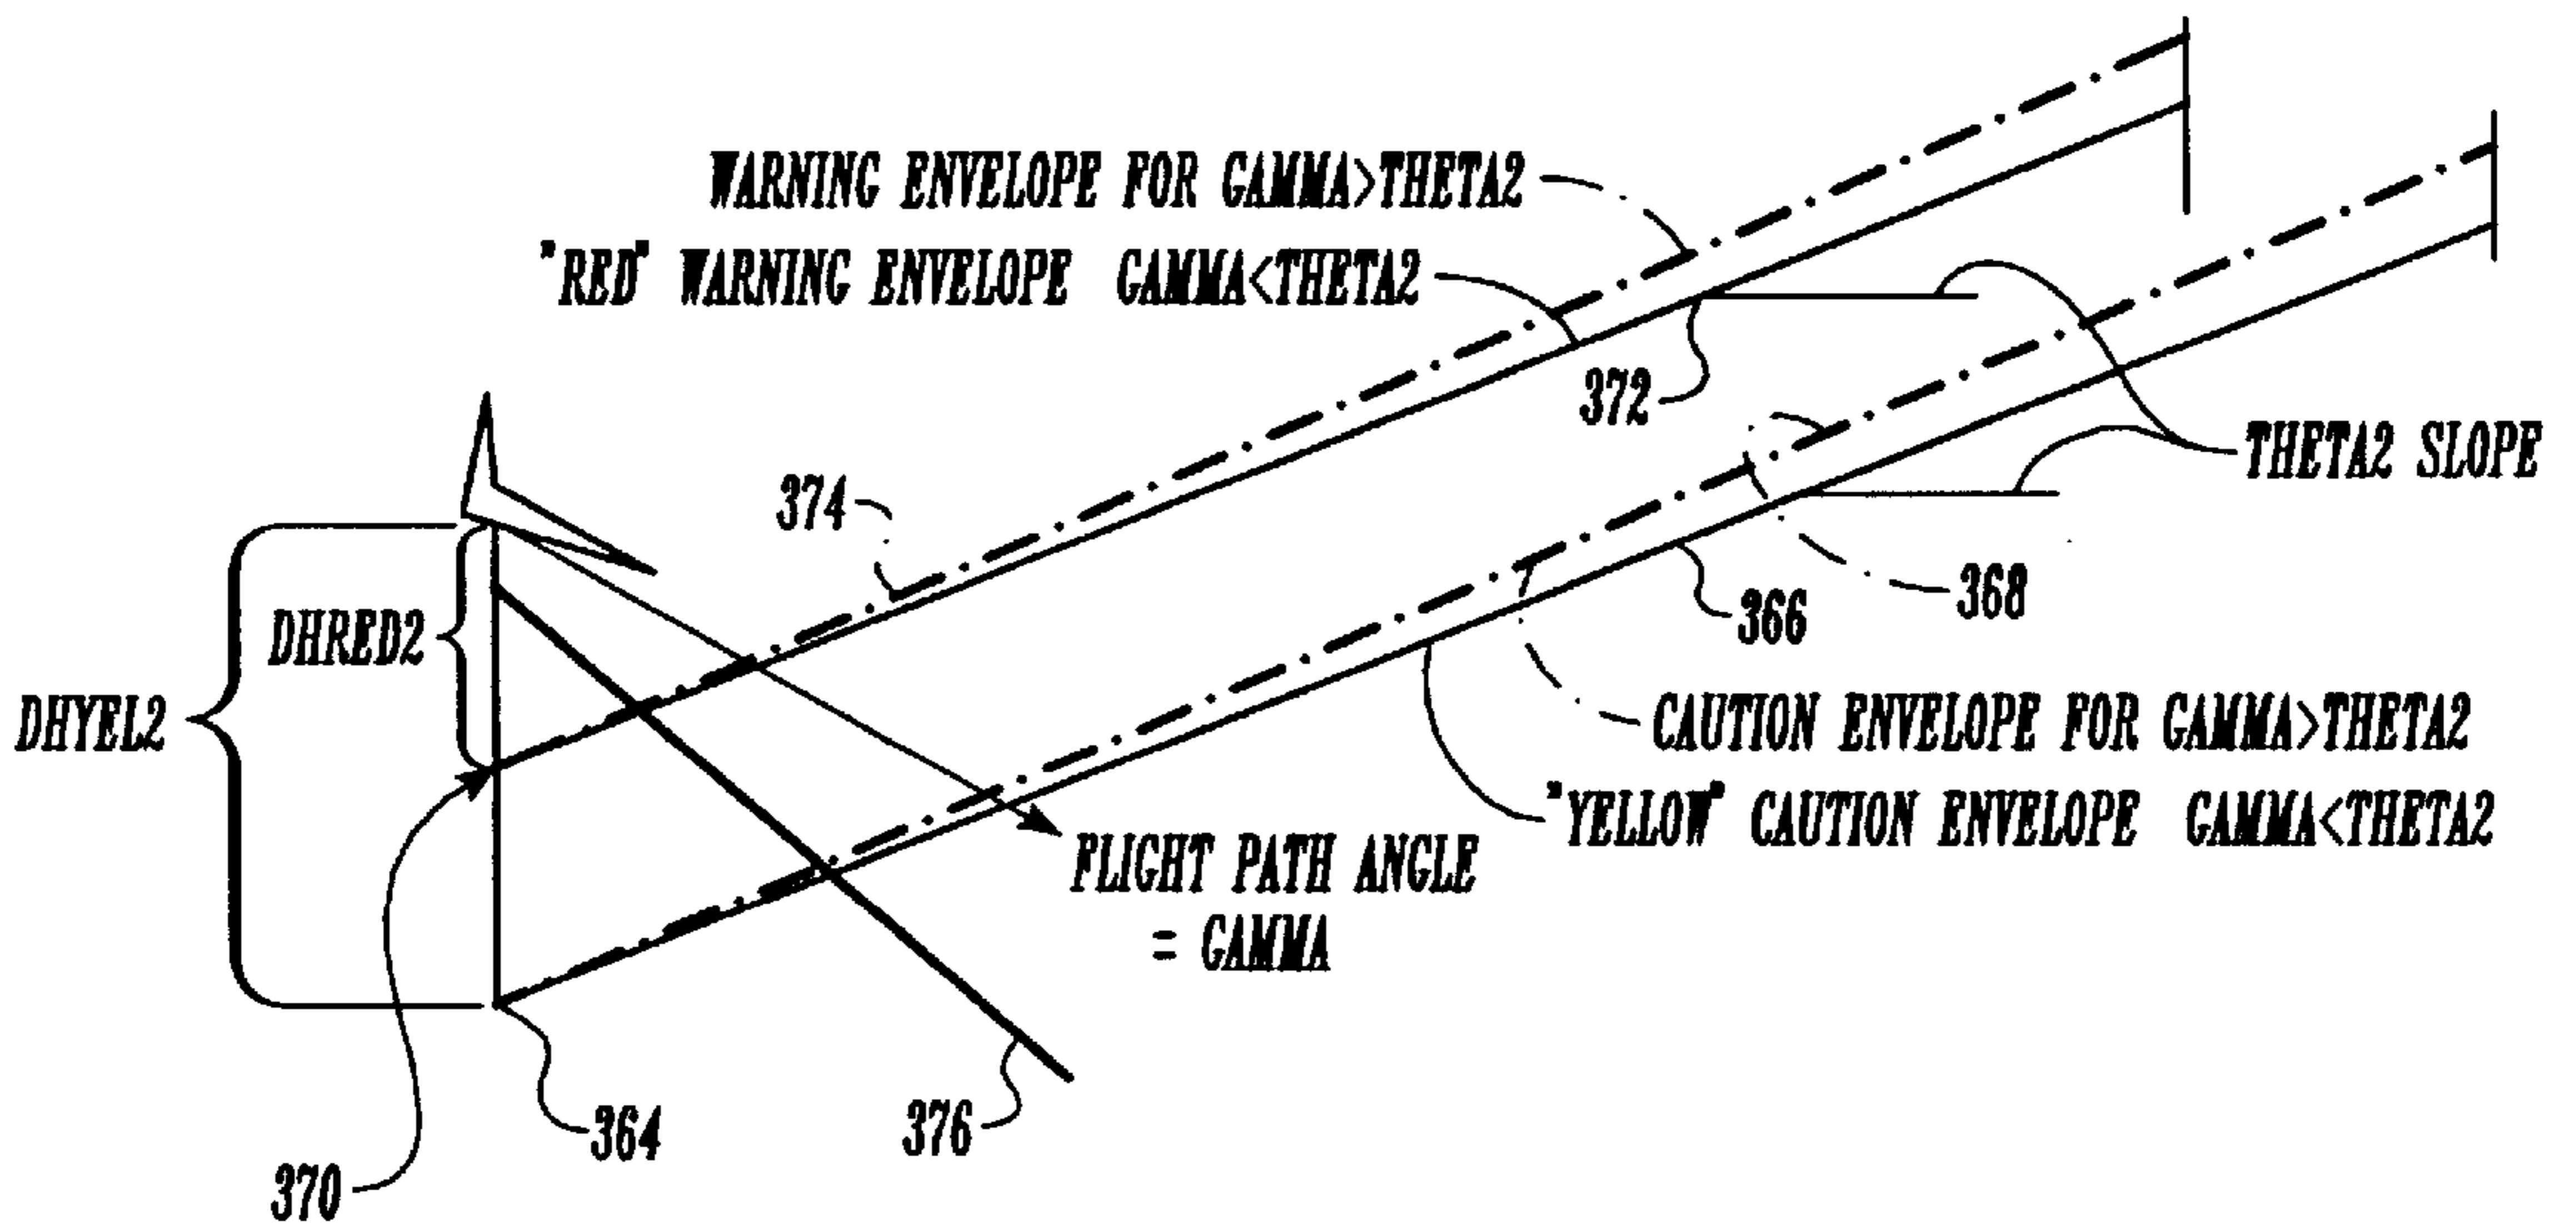 WARNING ENVELOPE FOR GAMMA>THETA2
"RED" WARNING ENVELOPE GAMMA<THETA2
372
THETA2 SLOPE
374
368
366
DHRED2
DHYEL2
CAUTION ENVELOPE FOR GAMMA>THETA2
"YELLOW" CAUTION ENVELOPE GAMMA<THETA2
FLIGHT PATH ANGLE
= GAMMA
376
364
370